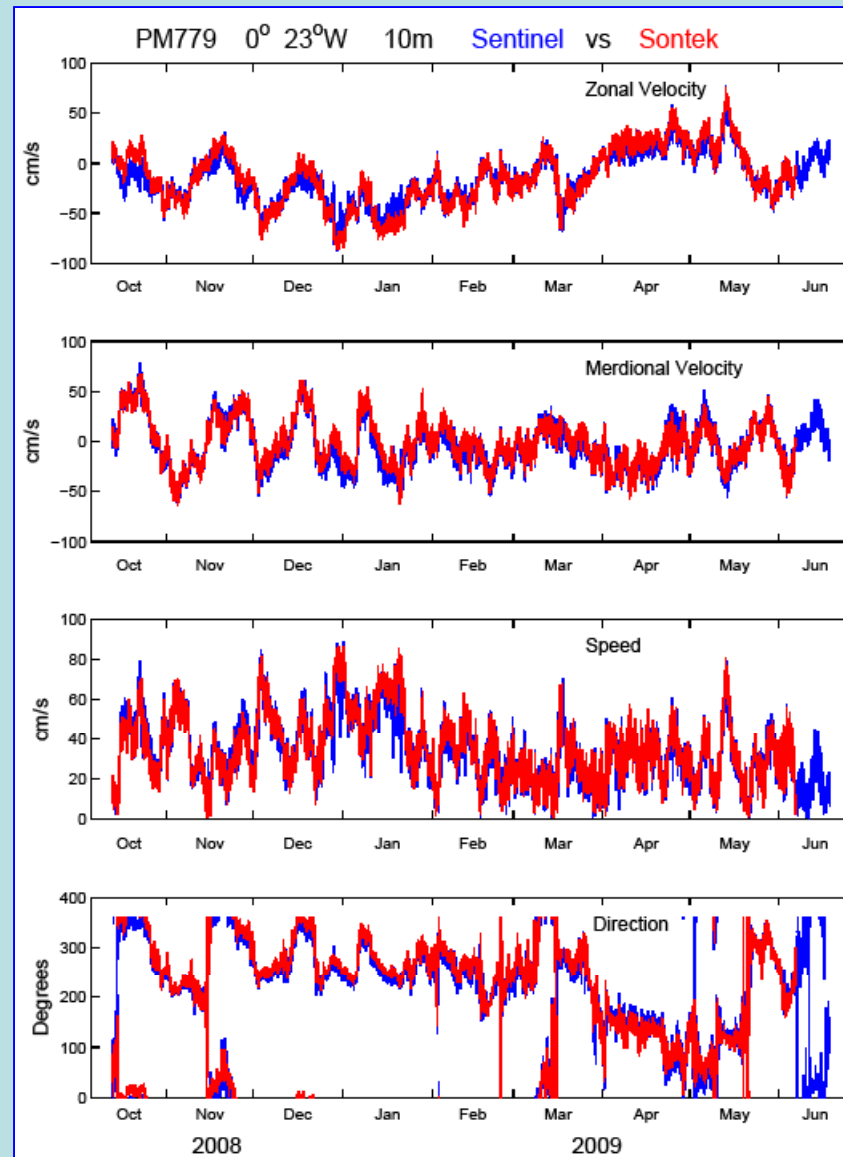 PM779 0° 23°W 10m Sentinel vs Sontek
Zonal Velocity
cm/s
100
50
0
−50
−100
Oct Nov Dec Jan Feb Mar Apr May Jun
Merdional Velocity
cm/s
100
50
0
−50
−100
Oct Nov Dec Jan Feb Mar Apr May Jun
Speed
cm/s
100
80
60
40
20
0
Oct Nov Dec Jan Feb Mar Apr May Jun
Direction
Degrees
400
300
200
100
0
Oct Nov Dec Jan Feb Mar Apr May Jun
2008 2009